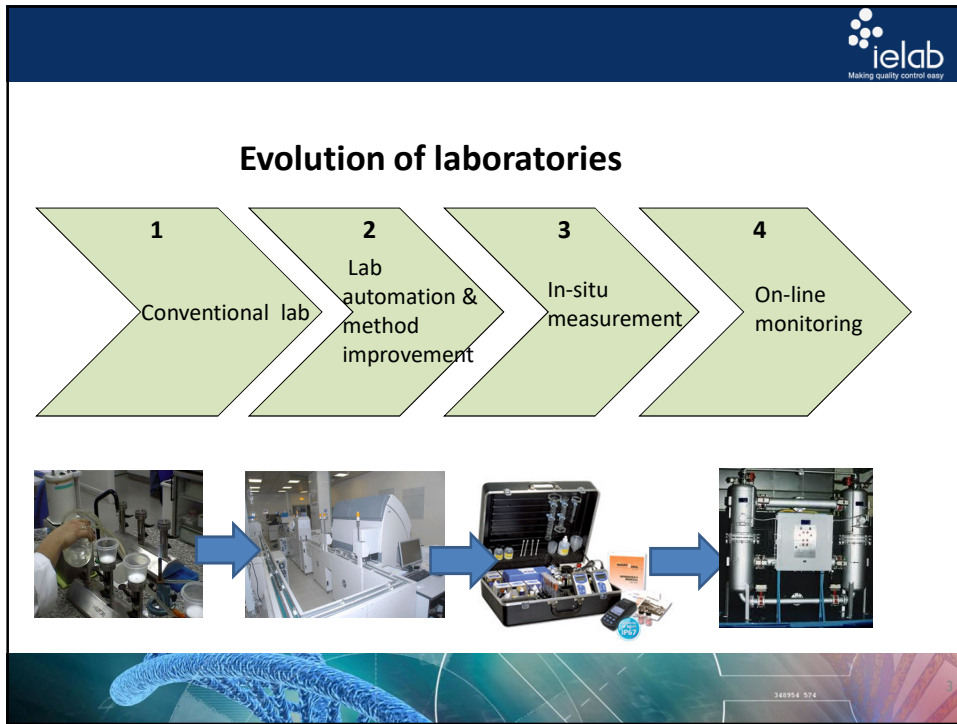 ielab
Making quality control easy
Evolution of laboratories
1
Conventional lab
2
Lab
automation &
method
improvement
3
In-situ
measurement
4
On-line
monitoring
IP67
348954 574
3